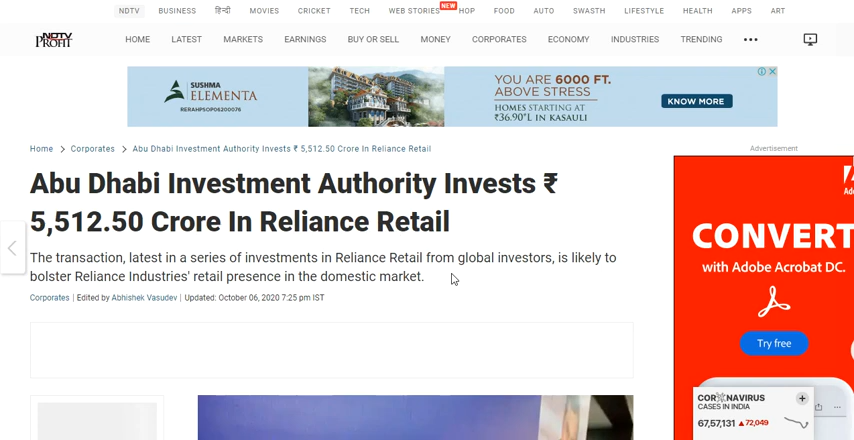 NDTV BUSINESS हिन्दी MOVIES CRICKET TECH WEB STORIES NEW HOP FOOD AUTO SWASTH LIFESTYLE HEALTH APPS ART
NDTV
PROFIT
HOME LATEST MARKETS EARNINGS BUY OR SELL MONEY CORPORATES ECONOMY INDUSTRIES TRENDING •••
SUSHMA
ELEMENTA
RERAHPSOP06200076
YOU ARE 6000 FT.
ABOVE STRESS
HOMES STARTING AT
₹36.90*L IN KASAULI
KNOW MORE
Home > Corporates > Abu Dhabi Investment Authority Invests ₹ 5,512.50 Crore In Reliance Retail
Advertisement
Abu Dhabi Investment Authority Invests ₹
5,512.50 Crore In Reliance Retail
The transaction, latest in a series of investments in Reliance Retail from global investors, is likely to
bolster Reliance Industries' retail presence in the domestic market.
Corporates | Edited by Abhishek Vasudev | Updated: October 06, 2020 7:25 pm IST
Ado
CONVERT
with Adobe Acrobat DC.
Try free
CORONAVIRUS
CASES IN INDIA
67,57,131 ▲72,049